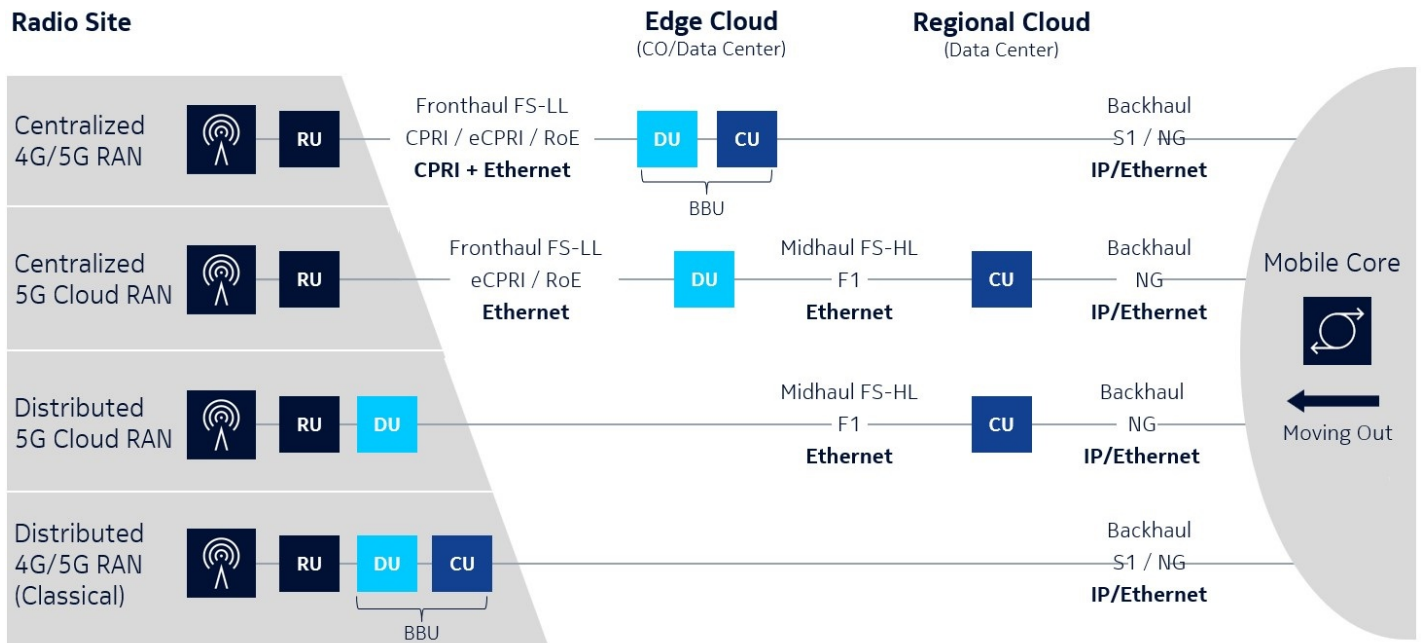 Radio Site
Edge Cloud
(CO/Data Center)
Regional Cloud
(Data Center)
Centralized
4G/5G RAN
RU
Fronthaul FS-LL
CPRI / eCPRI / RoE
CPRI + Ethernet
DU
CU
BBU
Backhaul
S1 / NG
IP/Ethernet
Centralized
5G Cloud RAN
RU
Fronthaul FS-LL
eCPRI / RoE
Ethernet
DU
Midhaul FS-HL
F1
Ethernet
CU
Backhaul
NG
IP/Ethernet
Mobile Core
Moving Out
Distributed
5G Cloud RAN
RU
DU
Midhaul FS-HL
F1
Ethernet
CU
Backhaul
NG
IP/Ethernet
Distributed
4G/5G RAN
(Classical)
RU
DU
CU
BBU
Backhaul
S1 / NG
IP/Ethernet